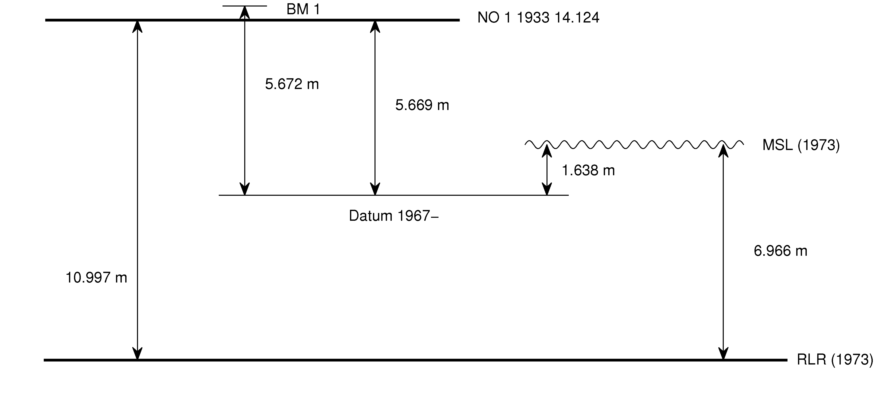 BM 1
NO 1 1933 14.124
5.672 m
5.669 m
MSL (1973)
1.638 m
Datum 1967–
6.966 m
10.997 m
RLR (1973)